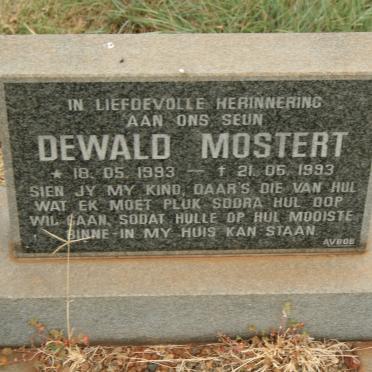 IN LIEFDEVOLLE HERINNERING
AAN ONS SEUN
DEWALD MOSTERT
* 18.05.1993 — † 21.05.1993
SIEN JY MY KIND, DAAR'S DIE VAN HUL
WAT EK MOET PLUK SODRA HUL OOP
WIL GAAN, SODAT HULLE OP HUL MOOISTE
BINNE-IN MY HUIS KAN STAAN.
AVBOB